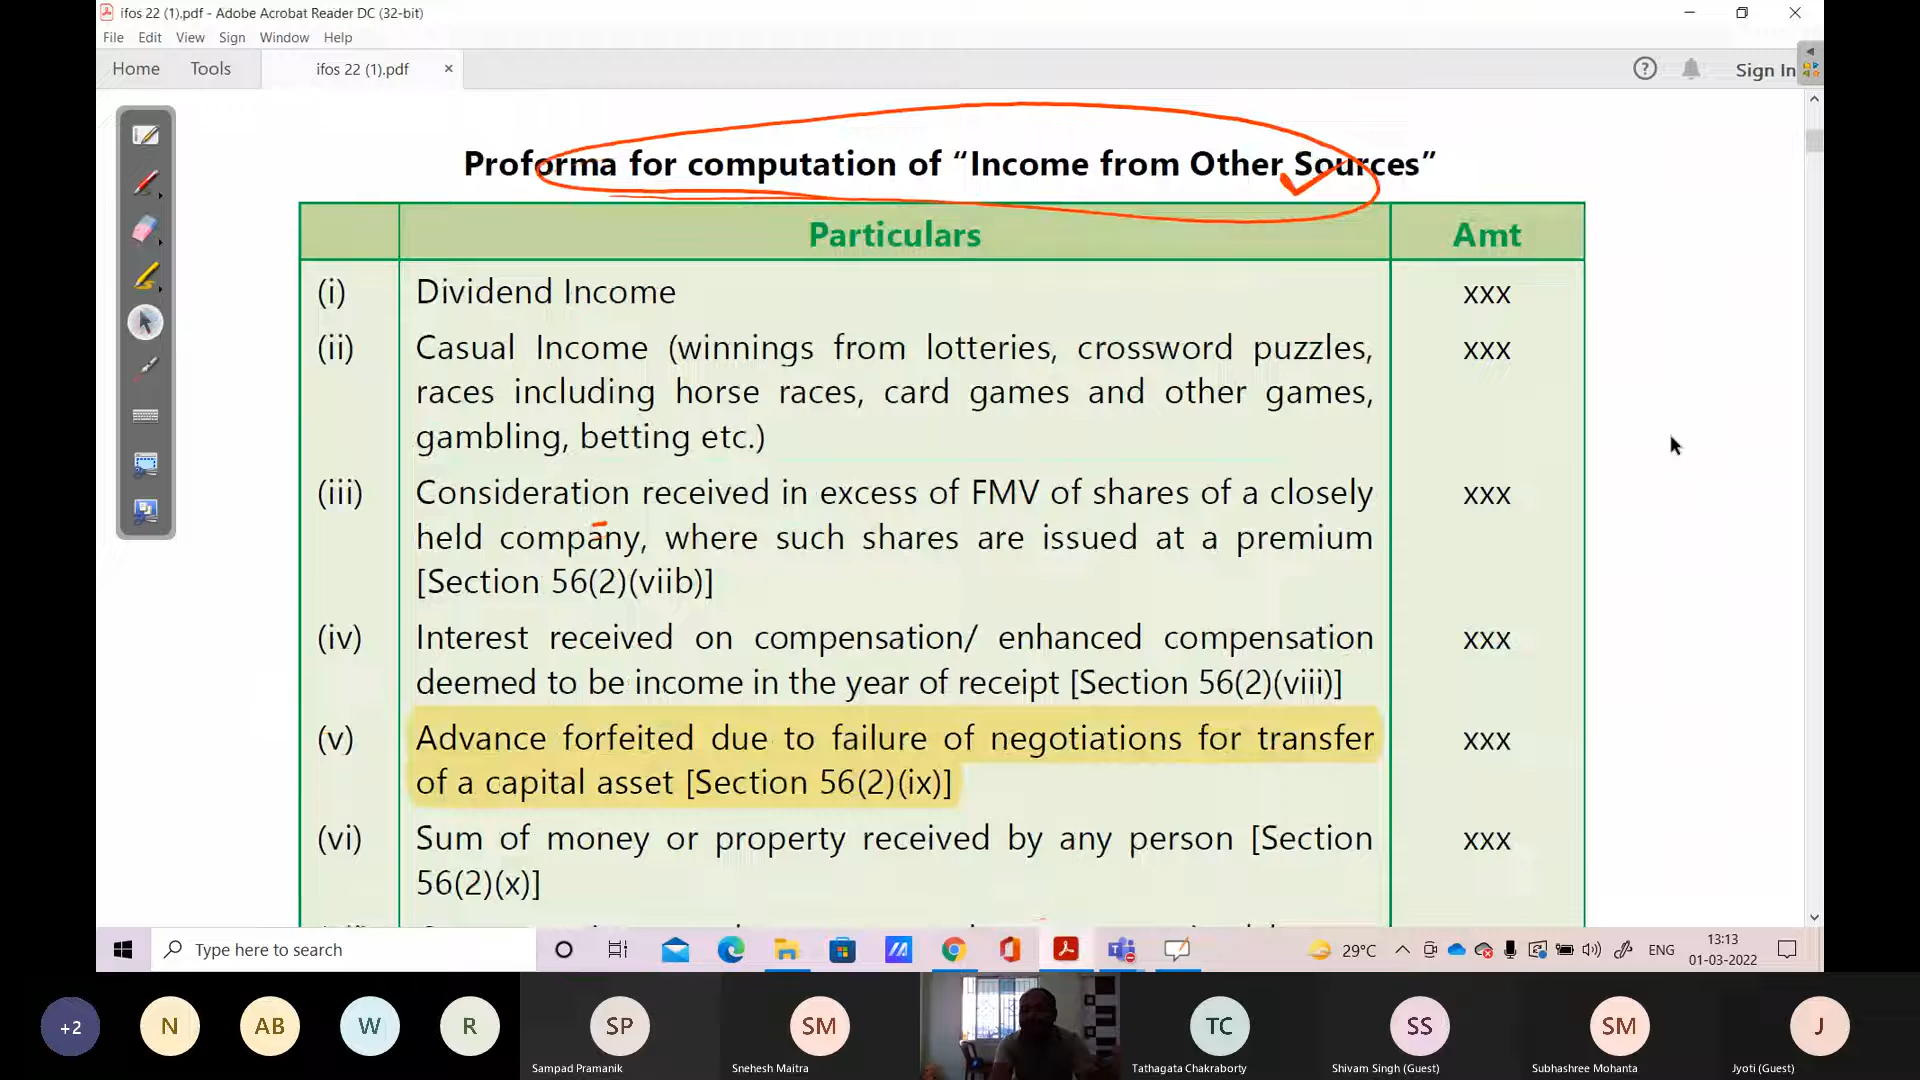 ifos 22 (1).pdf - Adobe Acrobat Reader DC (32-bit)
File Edit View Sign Window Help
Home Tools ifos 22 (1).pdf × Sign In
Proforma for computation of “Income from Other Sources”
Particulars Amt
(i) Dividend Income xxx
(ii) Casual Income (winnings from lotteries, crossword puzzles, xxx
races including horse races, card games and other games,
gambling, betting etc.)
(iii) Consideration received in excess of FMV of shares of a closely xxx
held company, where such shares are issued at a premium
[Section 56(2)(viib)]
(iv) Interest received on compensation/ enhanced compensation xxx
deemed to be income in the year of receipt [Section 56(2)(viii)]
(v) Advance forfeited due to failure of negotiations for transfer xxx
of a capital asset [Section 56(2)(ix)]
(vi) Sum of money or property received by any person [Section xxx
56(2)(x)]
Type here to search 29°C ENG 13:13
01-03-2022
+2 N AB W R SP SM TC SS SM J
Sampad Pramanik Snehesh Maitra Tathagata Chakraborty Shivam Singh (Guest) Subhashree Mohanta Jyoti (Guest)